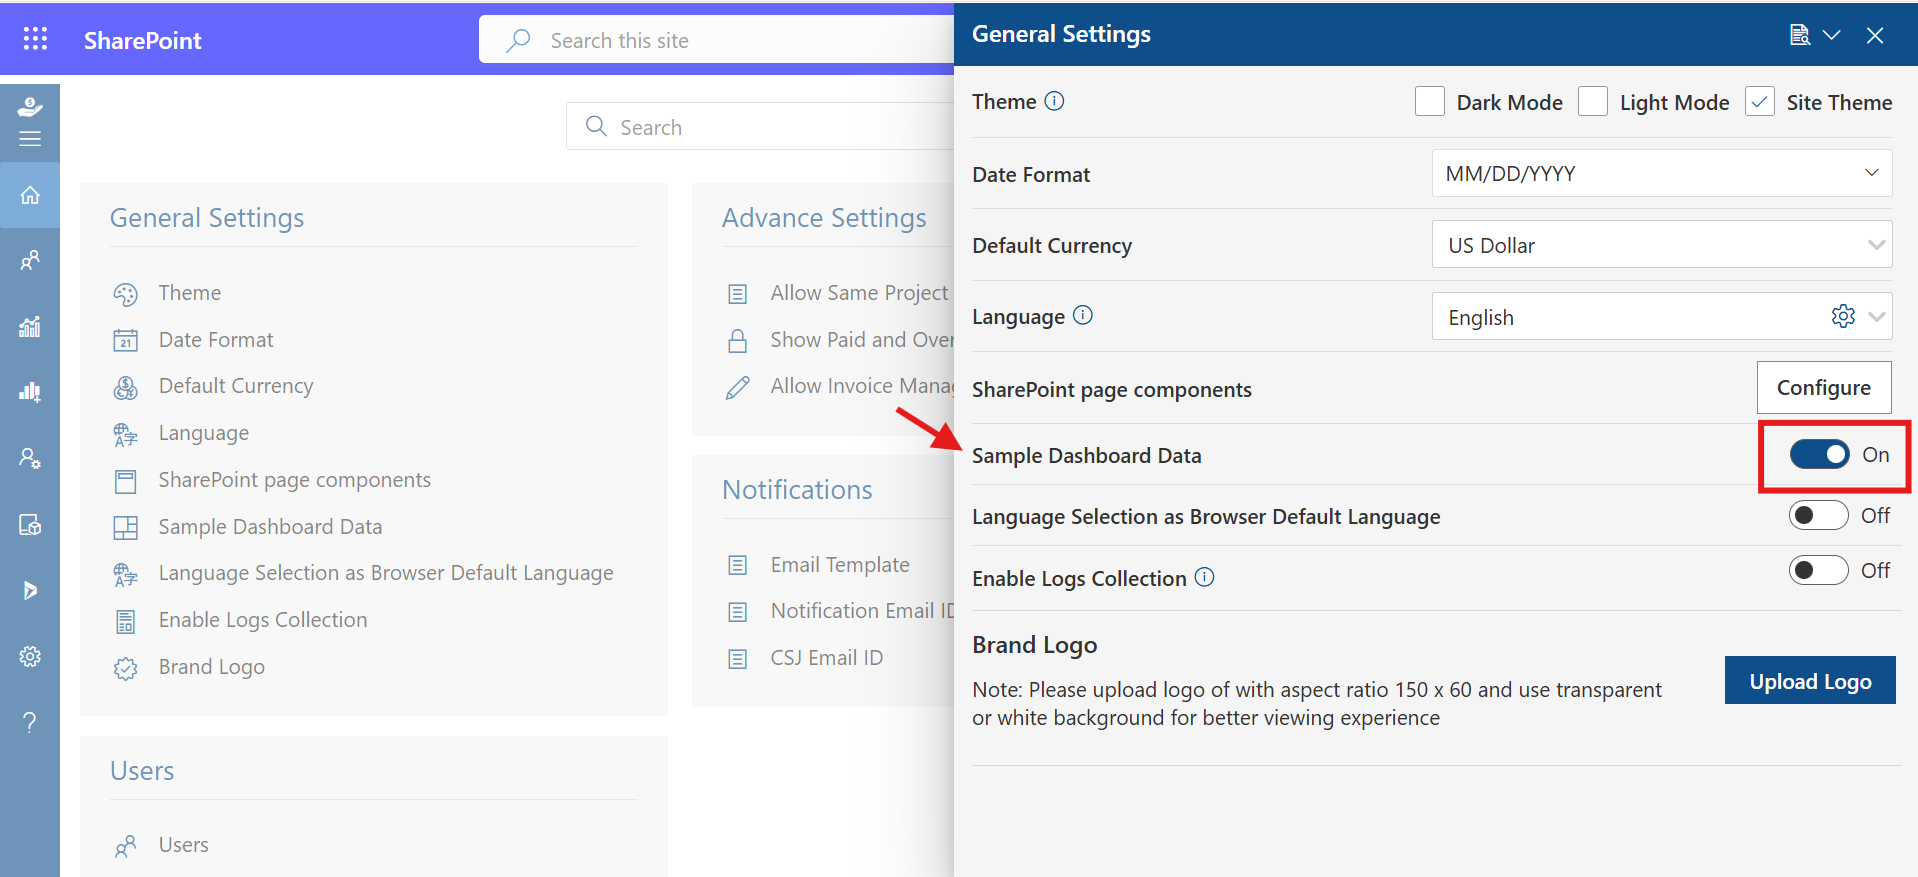 SharePoint
Search this site
Search
General Settings
Theme
Date Format
21
Default Currency
Language
SharePoint page components
Sample Dashboard Data
Language Selection as Browser Default Language
Enable Logs Collection
Brand Logo
Users
Users
Advance Settings
Allow Same Project
Show Paid and Over
Allow Invoice Manag
Notifications
Email Template
Notification Email ID
CSJ Email ID
General Settings
Theme
Dark Mode
Light Mode
Site Theme
Date Format
MM/DD/YYYY
Default Currency
US Dollar
Language
English
SharePoint page components
Configure
Sample Dashboard Data
On
Language Selection as Browser Default Language
Off
Enable Logs Collection
Off
Brand Logo
Note: Please upload logo of with aspect ratio 150 x 60 and use transparent
or white background for better viewing experience
Upload Logo